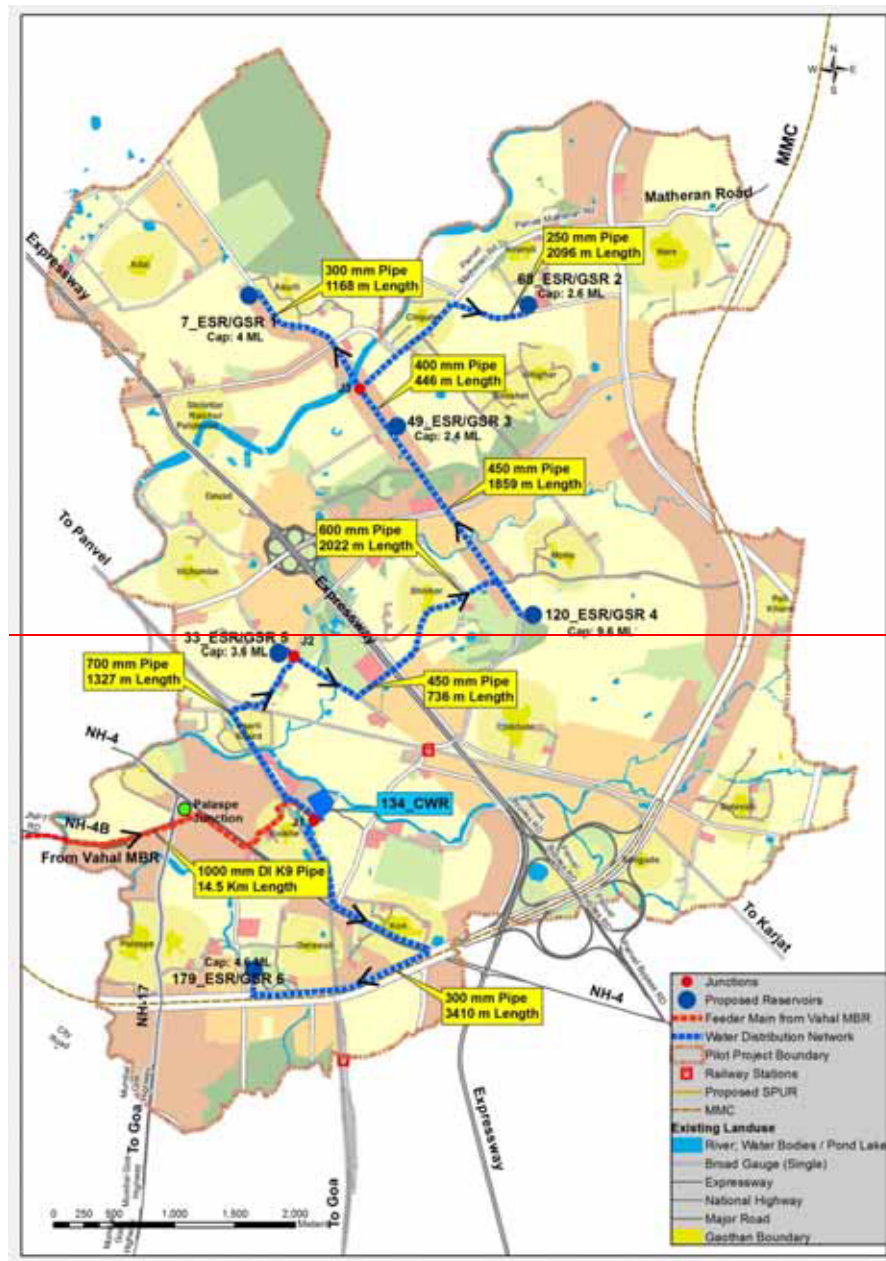 N
W E
S
MMC
Matheran Road
Expressway
250 mm Pipe
2096 m Length
300 mm Pipe
1168 m Length
68_ESR/GSR 2
Cap: 2.6 ML
7_ESR/GSR 1
Cap: 4 ML
400 mm Pipe
446 m Length
49_ESR/GSR 3
Cap: 2.4 ML
450 mm Pipe
1859 m Length
To Panvel
600 mm Pipe
2022 m Length
Expressway
120_ESR/GSR 4
Cap: 9.6 ML
33_ESR/GSR 5
Cap: 3.6 ML
J2
700 mm Pipe
1327 m Length
450 mm Pipe
736 m Length
NH-4
134_CWR
Palaspe
Junction
J1
NH-4B
From Vahal MBR
1000 mm DI K9 Pipe
14.5 Km Length
To Karjat
Palaspe
Kon
Cap: 4.6 ML
179_ESR/GSR 6
NH-17
300 mm Pipe
3410 m Length
NH-4
To Goa
To Goa
Expressway
Junctions
Proposed Reservoirs
Feeder Main from Vahal MBR
Water Distribution Network
Pilot Project Boundary
Railway Stations
Proposed SPUR
MMC
Existing Landuse
River; Water Bodies / Pond Lake
Broad Gauge (Single)
Expressway
National Highway
Major Road
Gaothan Boundary
0 250 500 1,000 1,500 2,000
Meters